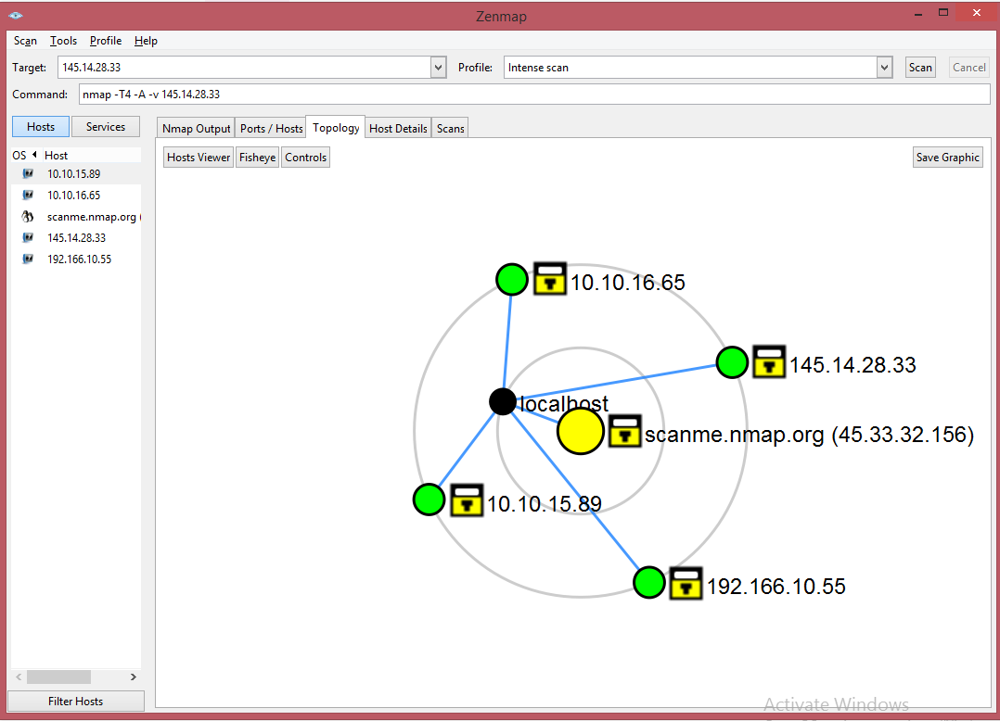 Zenmap
Scan Tools Profile Help
Target: 145.14.28.33 Profile: Intense scan Scan Cancel
Command: nmap -T4 -A -v 145.14.28.33
Hosts Services Nmap Output Ports / Hosts Topology Host Details Scans
OS Host Hosts Viewer Fisheye Controls Save Graphic
10.10.15.89
10.10.16.65
scanme.nmap.org (
145.14.28.33
192.166.10.55
10.10.16.65
145.14.28.33
localhost
scanme.nmap.org (45.33.32.156)
10.10.15.89
192.166.10.55
Filter Hosts
Activate Windows